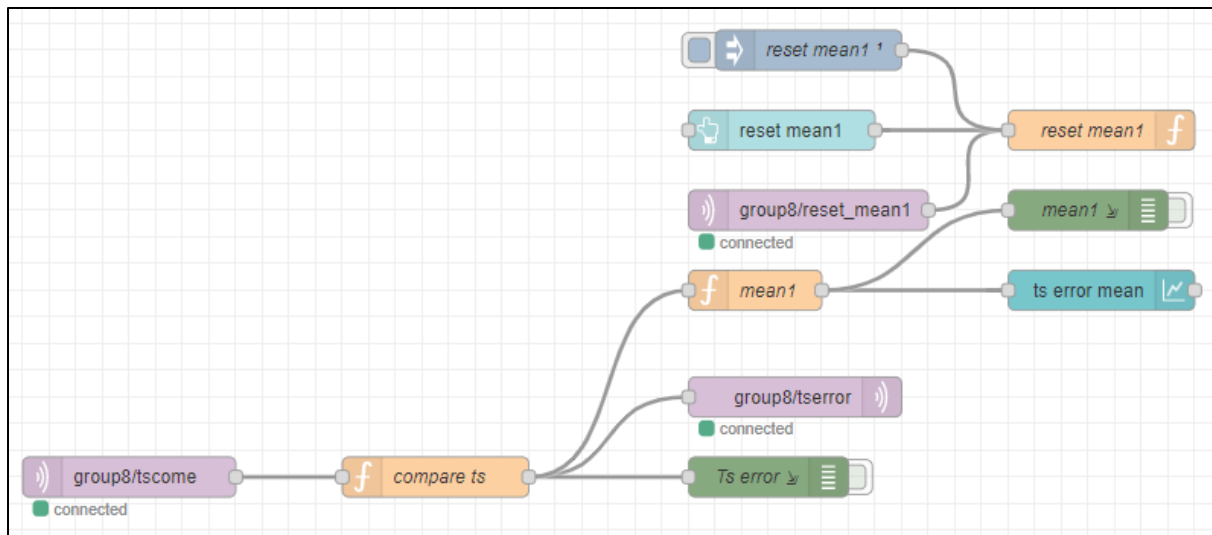 reset mean1 ¹
reset mean1
reset mean1
group8/reset_mean1
connected
mean1
mean1
ts error mean
group8/tserror
connected
group8/tscome
connected
compare ts
Ts error